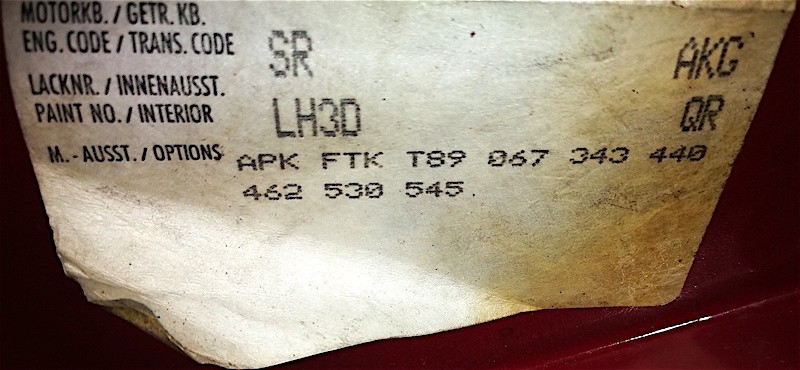 MOTORKB. / GETR. KB.
ENG. CODE / TRANS. CODE SR AKG
LACKNR. / INNENAUSST.
PAINT NO. / INTERIOR LH3D QR
M. - AUSST. / OPTIONS APK FTK T89 067 343 440
462 530 545